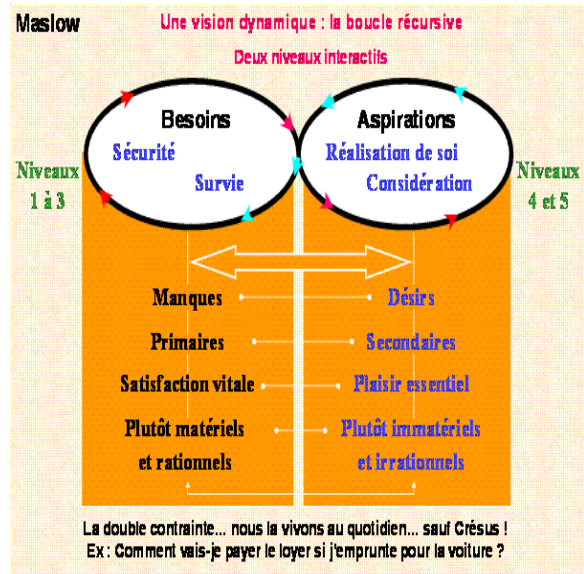 Maslow
Une vision dynamique : la boucle récursive
Deux niveaux interactifs
Besoins
Sécurité
Survie
Aspirations
Réalisation de soi
Considération
Niveaux
1 à 3
Niveaux
4 et 5
Manques
Désirs
Primaires
Secondaires
Satisfaction vitale
Plaisir essentiel
Plutôt matériels
et rationnels
Plutôt immatériels
et irrationnels
La double contrainte... nous la vivons au quotidien... sauf Crésus !
Ex : Comment vais-je payer le loyer si j'emprunte pour la voiture ?